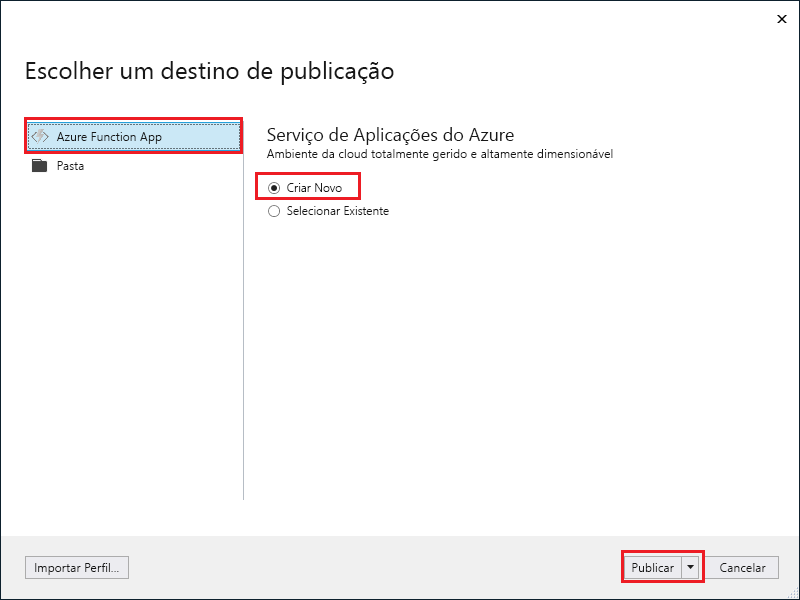 Escolher um destino de publicação
Azure Function App
Pasta
Serviço de Aplicações do Azure
Ambiente da cloud totalmente gerido e altamente dimensionável
Criar Novo
Selecionar Existente
Importar Perfil...
Publicar
Cancelar